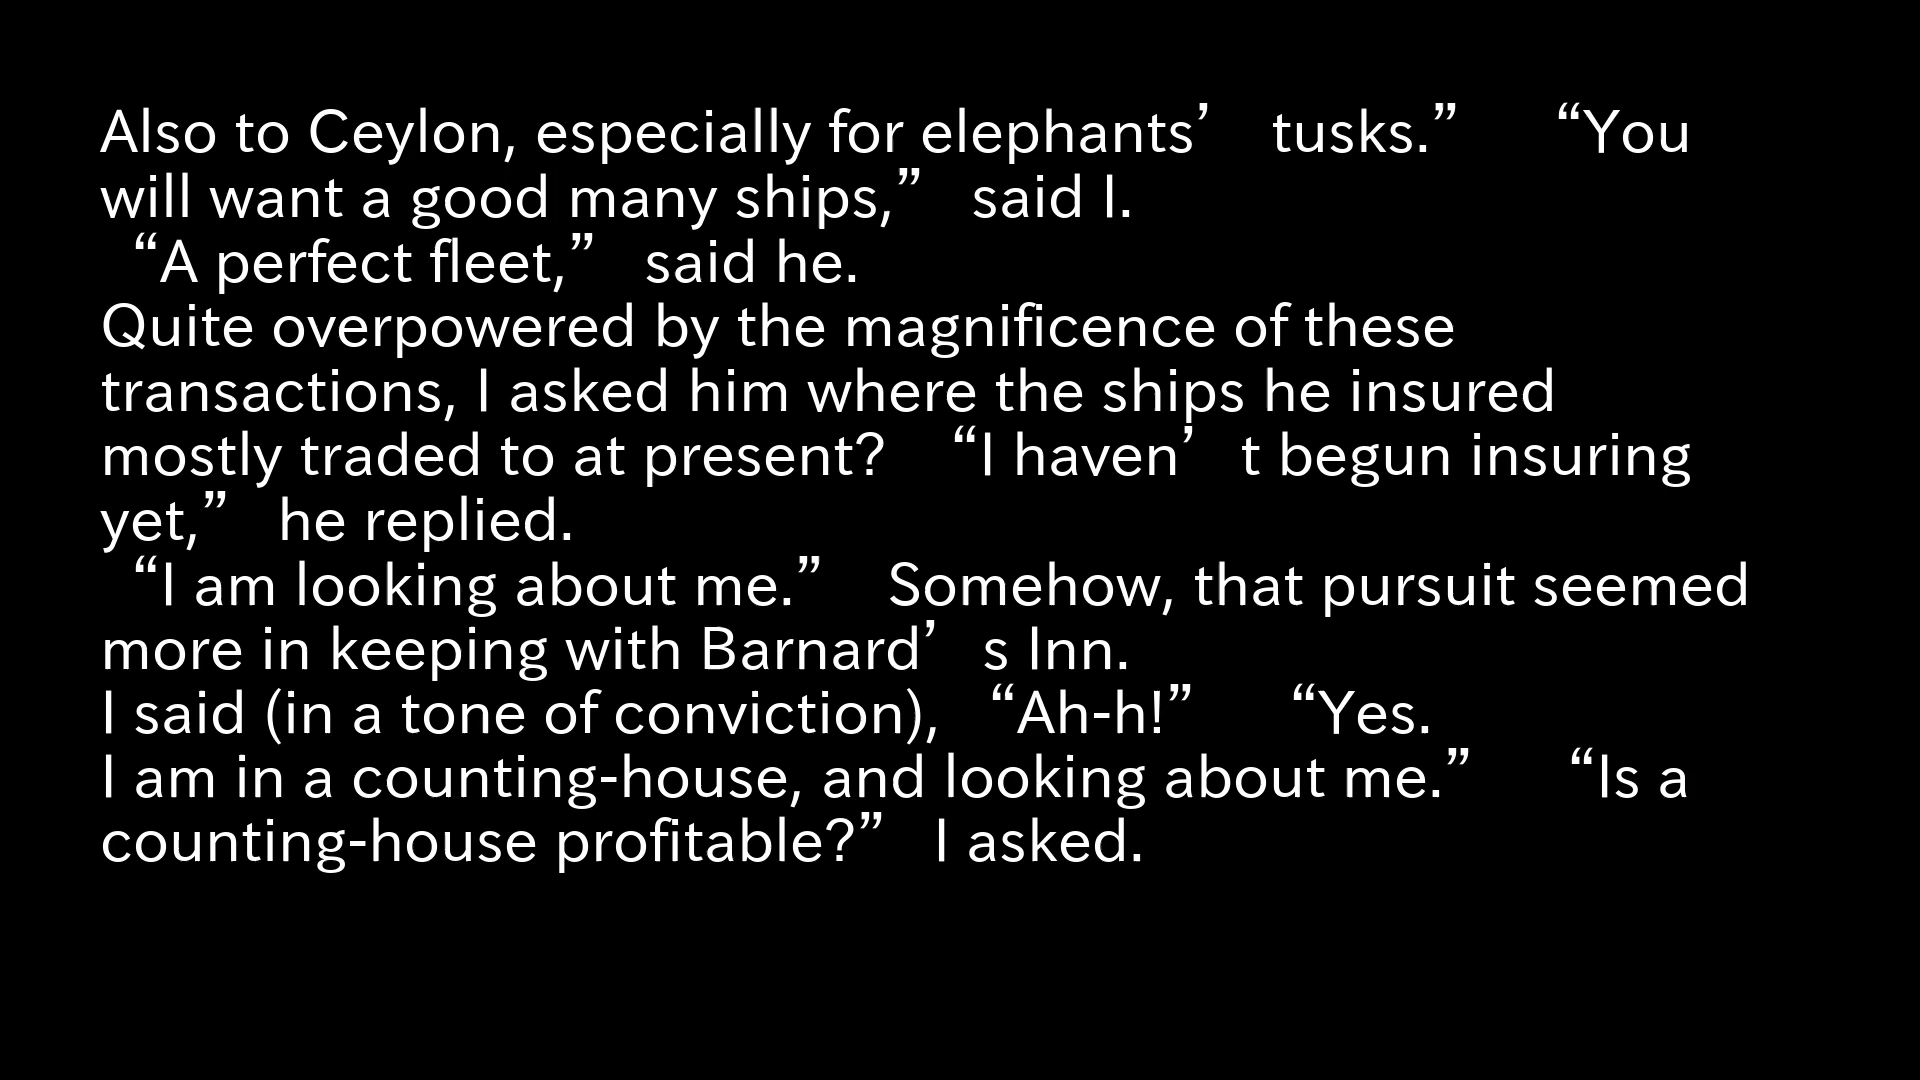 Also to Ceylon, especially for elephants’ tusks.” “You
will want a good many ships,” said I.
“A perfect fleet,” said he.
Quite overpowered by the magnificence of these
transactions, I asked him where the ships he insured
mostly traded to at present? “I haven’t begun insuring
yet,” he replied.
“I am looking about me.” Somehow, that pursuit seemed
more in keeping with Barnard’s Inn.
I said (in a tone of conviction), “Ah-h!” “Yes.
I am in a counting-house, and looking about me.” “Is a
counting-house profitable?” I asked.